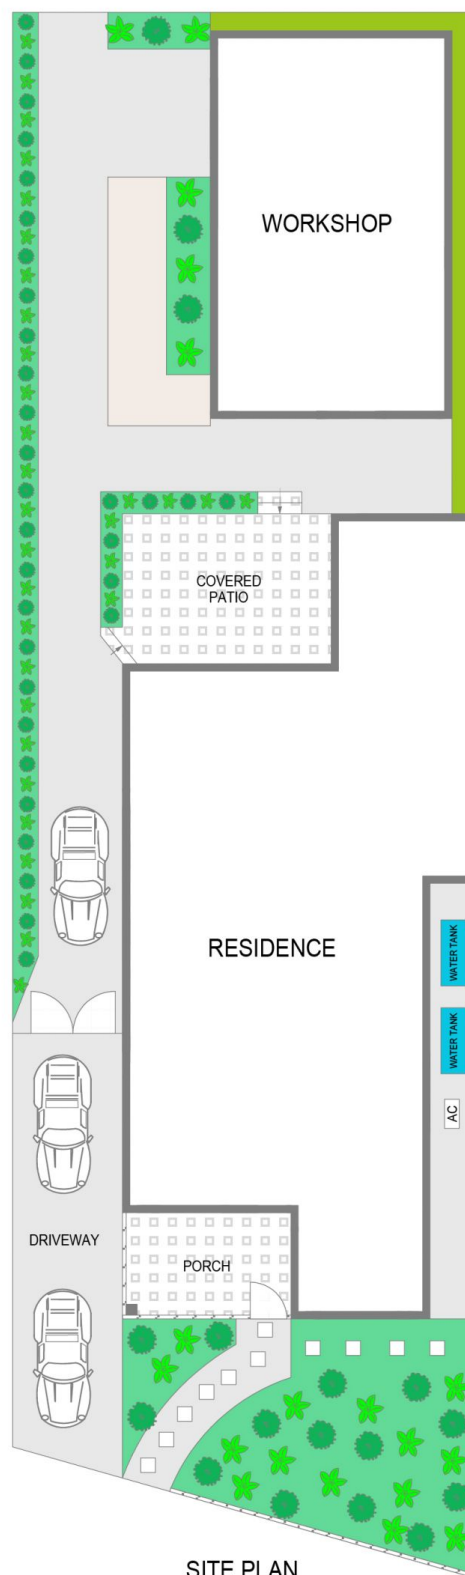 WORKSHOP
COVERED
PATIO
RESIDENCE
WATER TANK
WATER TANK
AC
DRIVEWAY
PORCH
SITE PLAN